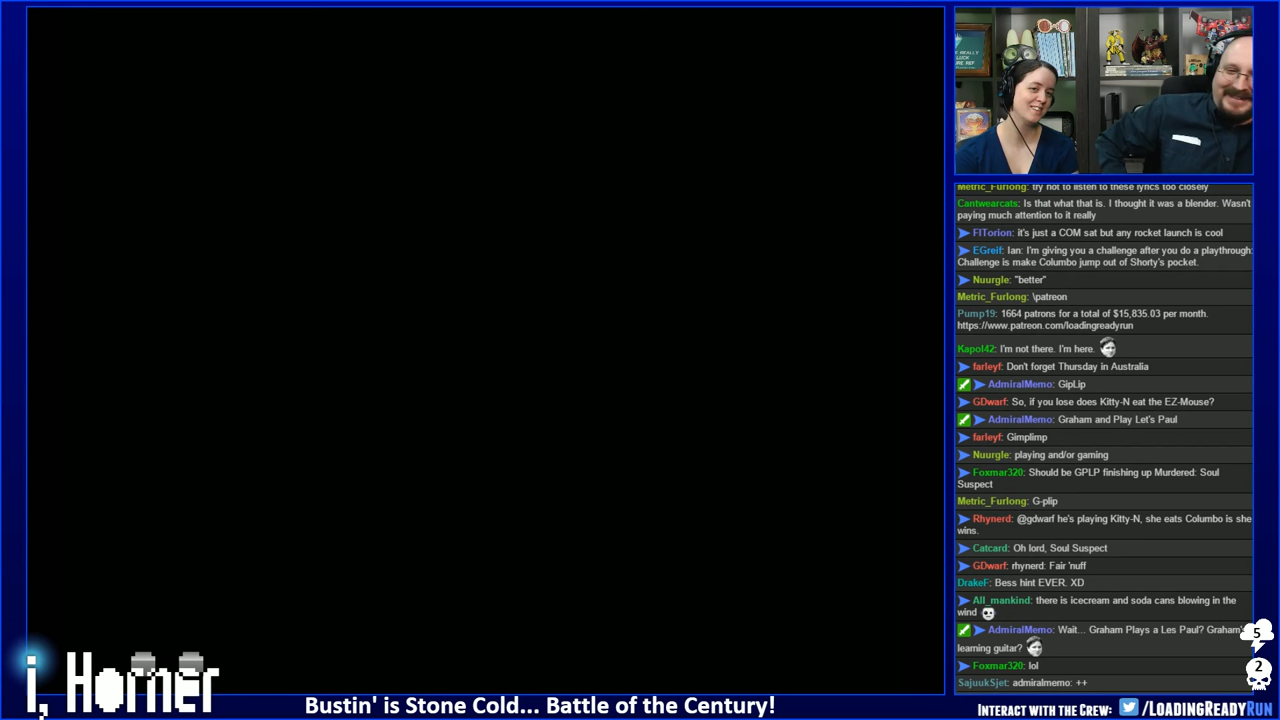 Metric_Furlong: try not to listen to these lyrics too closely
Cantwearcats: Is that what that is. I thought it was a blender. Wasn't
paying much attention to it really
FITorion: it's just a COM sat but any rocket launch is cool
EGreif: Ian: I'm giving you a challenge after you do a playthrough:
Challenge is make Columbo jump out of Shorty's pocket.
Nuurgle: "better"
Metric_Furlong: \patreon
Pump19: 1664 patrons for a total of $15,835.03 per month.
https://www.patreon.com/loadingreadyrun
Kapol42: I'm not there. I'm here.
farleyf: Don't forget Thursday in Australia
AdmiralMemo: GipLip
GDwarf: So, if you lose does Kitty-N eat the EZ-Mouse?
AdmiralMemo: Graham and Play Let's Paul
farleyf: Gimplimp
Nuurgle: playing and/or gaming
Foxmar320: Should be GPLP finishing up Murdered: Soul
Suspect
Metric_Furlong: G-plip
Rhynerd: @gdwarf he's playing Kitty-N, she eats Columbo is she
wins.
Catcard: Oh lord, Soul Suspect
GDwarf: rhynerd: Fair 'nuff
DrakeF: Bess hint EVER. XD
All_mankind: there is icecream and soda cans blowing in the
wind
AdmiralMemo: Wait... Graham Plays a Les Paul? Graham's
learning guitar?
Foxmar320: lol
SajuukSjet: admiralmemo: ++
5
2
i, Horner
Bustin' is Stone Cold... Battle of the Century!
INTERACT WITH THE CREW: /LOADINGREADYRUN